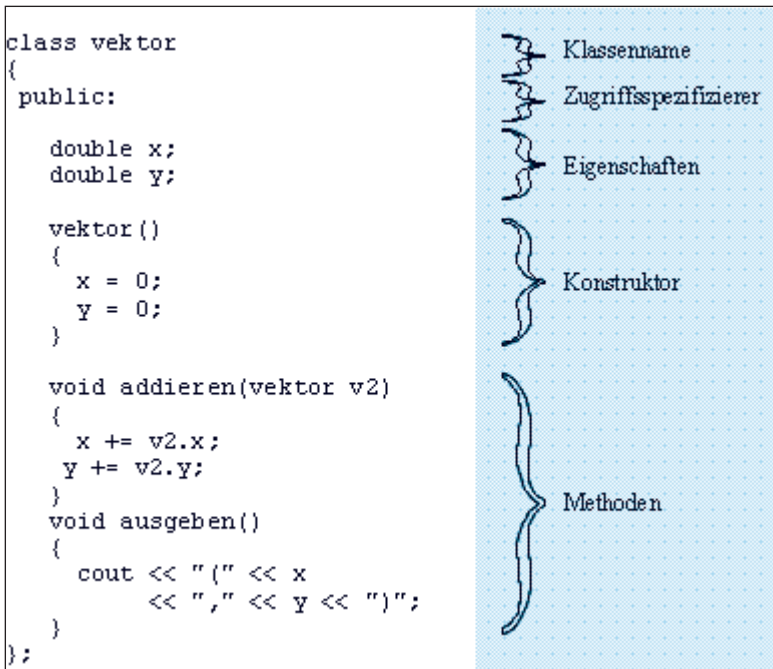 class vektor
{
public:
double x;
double y;
vektor()
{
x = 0;
y = 0;
}
void addieren(vektor v2)
{
x += v2.x;
y += v2.y;
}
void ausgeben()
{
cout << "(" << x
<< "," << y << ")";
}
};
Klassenname
Zugriffsspezifizierer
Eigenschaften
Konstruktor
Methoden